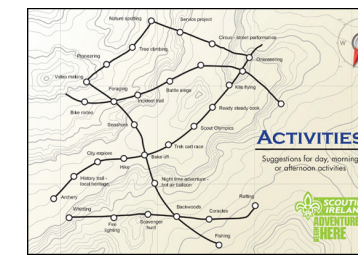 Nature spotting
Service project
Circus - street performance
Tree climbing
Pioneering
Orienteering
Video making
Foraging
Battle stage
Kite flying
Incident trail
Bike rodeo
Ready steady cook
Seashore
Scout Olympics
ACTIVITIES
Trek cart race
Suggestions for day, morning
or afternoon activities
City explore
Bake off
Hike
History trail -
local heritage
Night time adventure -
hot air balloon
Archery
Rafting
Whittling
Backwoods
Coracles
Fire
lighting
Scavenger
hunt
Fishing
SCOUTING
IRELAND
ADVENTURE
BEGINS
HERE